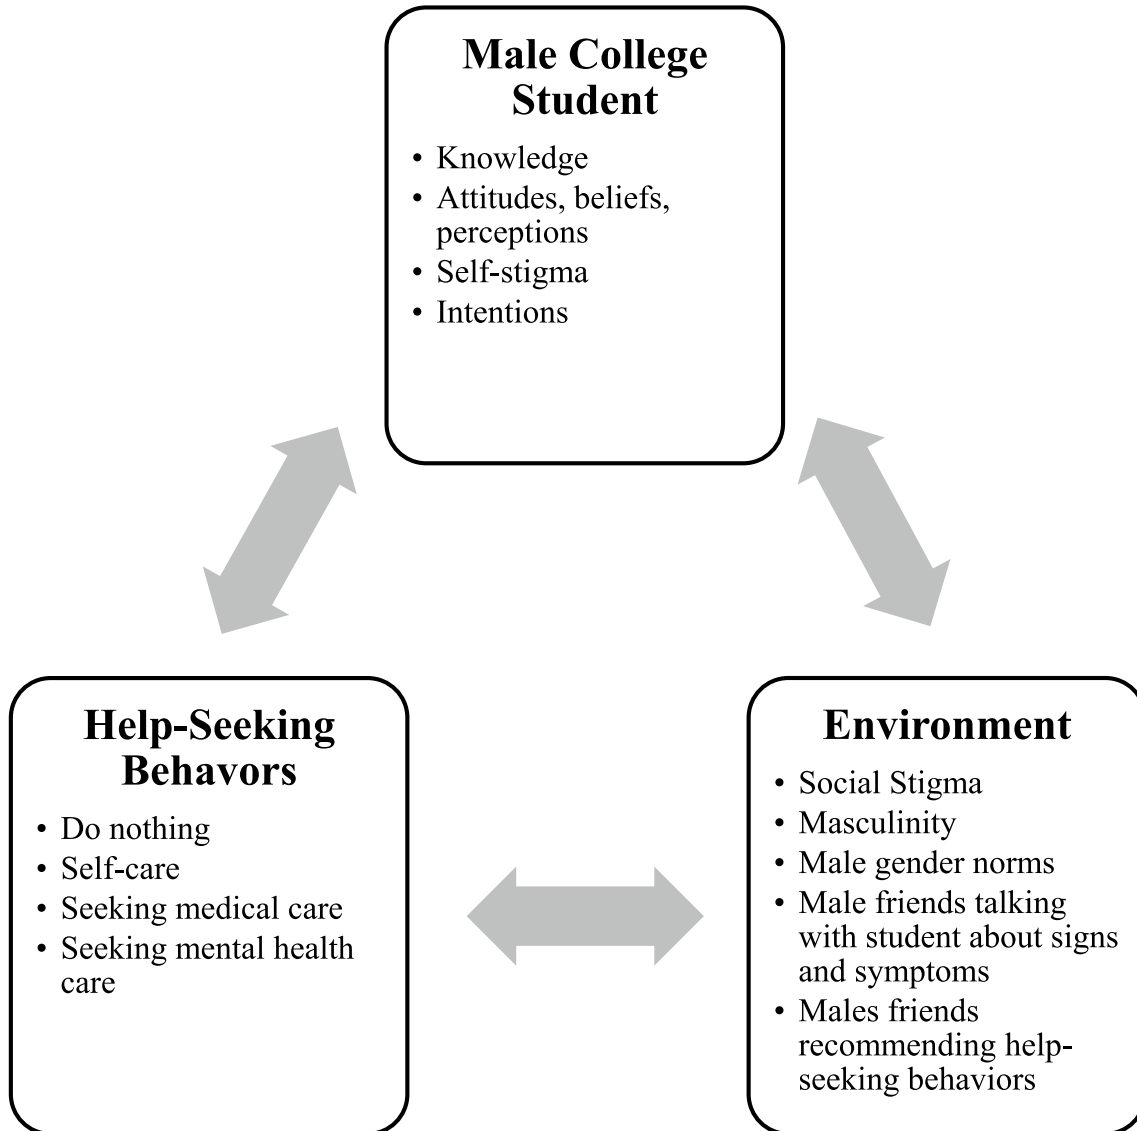 Male College
Student
• Knowledge
• Attitudes, beliefs,
perceptions
• Self-stigma
• Intentions
Help-Seeking
Behavors
• Do nothing
• Self-care
• Seeking medical care
• Seeking mental health
care
Environment
• Social Stigma
• Masculinity
• Male gender norms
• Male friends talking
with student about signs
and symptoms
• Males friends
recommending help-
seeking behaviors